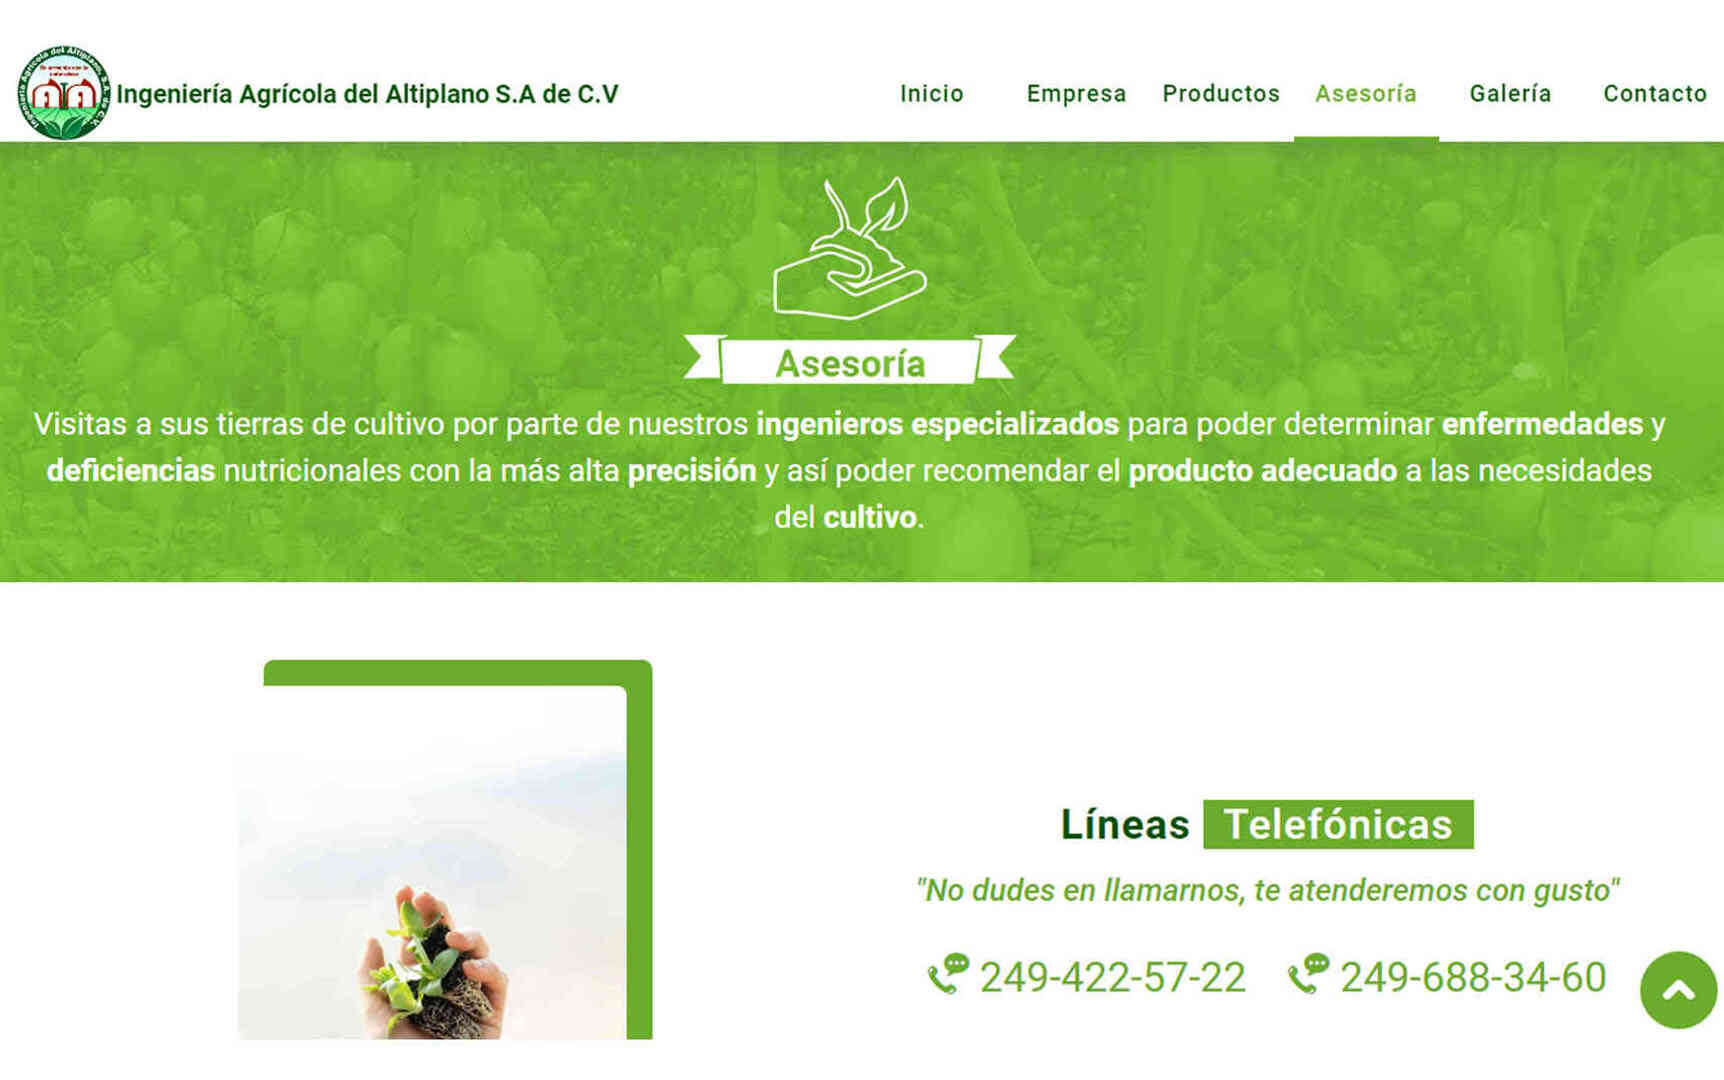 Ingeniería Agrícola del Altiplano S.A de C.V
Inicio Empresa Productos Asesoría Galería Contacto
Asesoría
Visitas a sus tierras de cultivo por parte de nuestros ingenieros especializados para poder determinar enfermedades y
deficiencias nutricionales con la más alta precisión y así poder recomendar el producto adecuado a las necesidades
del cultivo.
Líneas Telefónicas
"No dudes en llamarnos, te atenderemos con gusto"
249-422-57-22 249-688-34-60